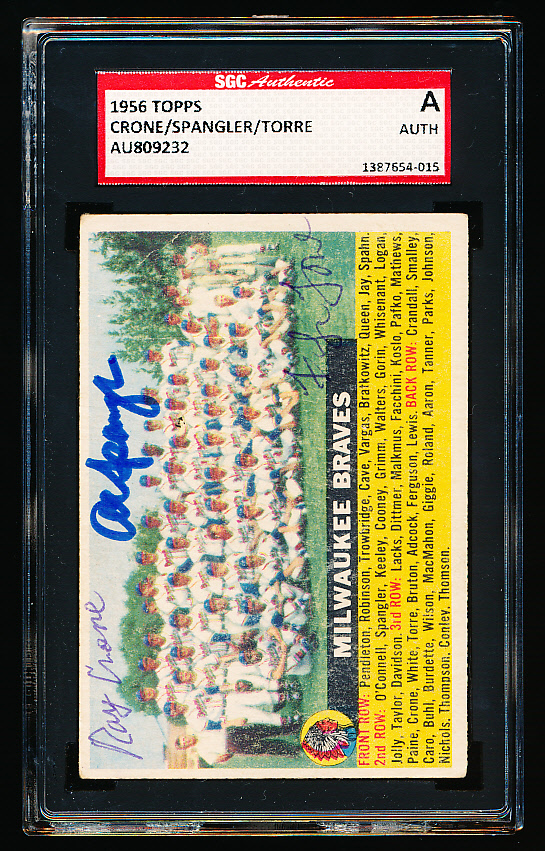 SGC Authentic
1956 TOPPS
CRONE/SPANGLER/TORRE
AU809232
A
AUTH
1387654-015
Ray Crone
Al Spangler
Frank Torre
MILWAUKEE BRAVES
FRONT ROW: Pendleton, Robinson, Trowbridge, Cave, Vargas, Bratkowitz, Queen, Jay, Spahn.
2nd ROW: O'Connell, Spangler, Keeley, Cooney, Grimm, Walters, Gorin, Whisenant, Logan,
Jolly, Taylor, Davidson. 3rd ROW: Lacks, Dittmer, Malkmus, Facchini, Koslo, Pafko, Mathews,
Paine, Crone, White, Torre, Bruton, Adcock, Ferguson, Lewis. BACK ROW: Crandall, Smalley,
Caro, Buhl, Burdette, Wilson, MacMahon, Giggie, Roland, Aaron, Tanner, Parks, Johnson,
Nichols, Thompson, Conley, Thomson.